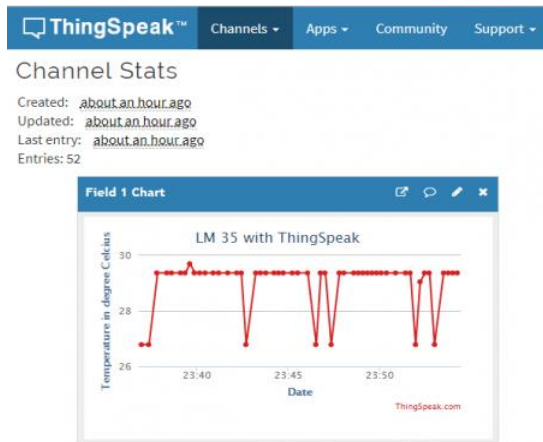 ThingSpeak™ Channels Apps Community Support
Channel Stats
Created: about an hour ago
Updated: about an hour ago
Last entry: about an hour ago
Entries: 52
Field 1 Chart
LM 35 with ThingSpeak
Temperature in degree Celcius
30
28
26
23:40 23:45 23:50
Date
ThingSpeak.com